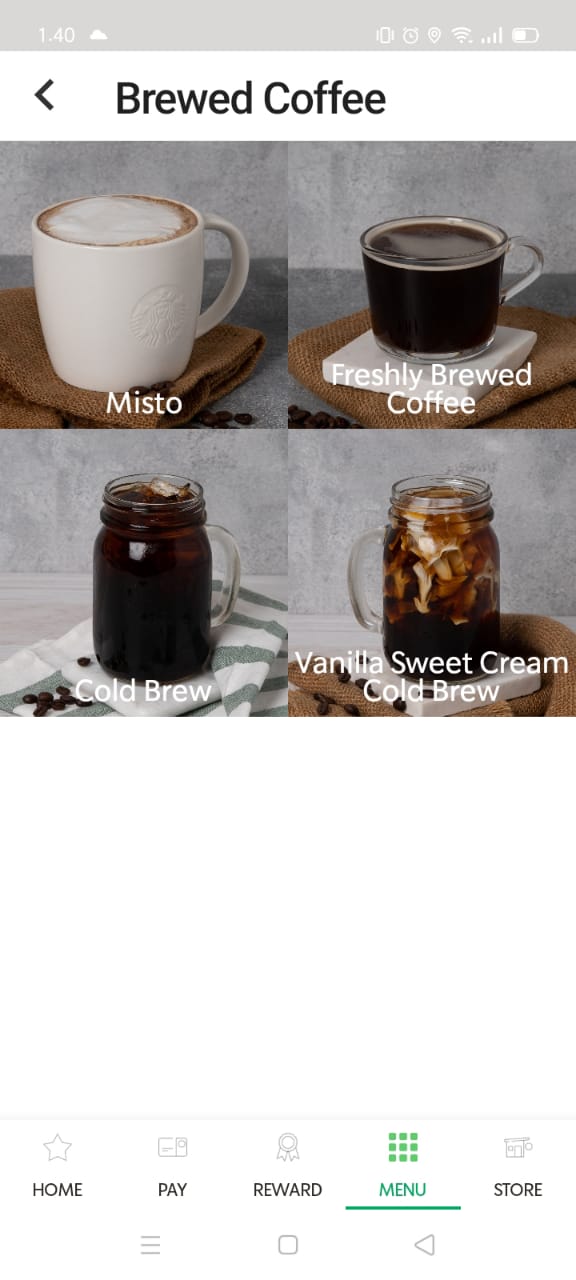 1.40
Brewed Coffee
Misto
Freshly Brewed
Coffee
Cold Brew
Vanilla Sweet Cream
Cold Brew
HOME
PAY
REWARD
MENU
STORE